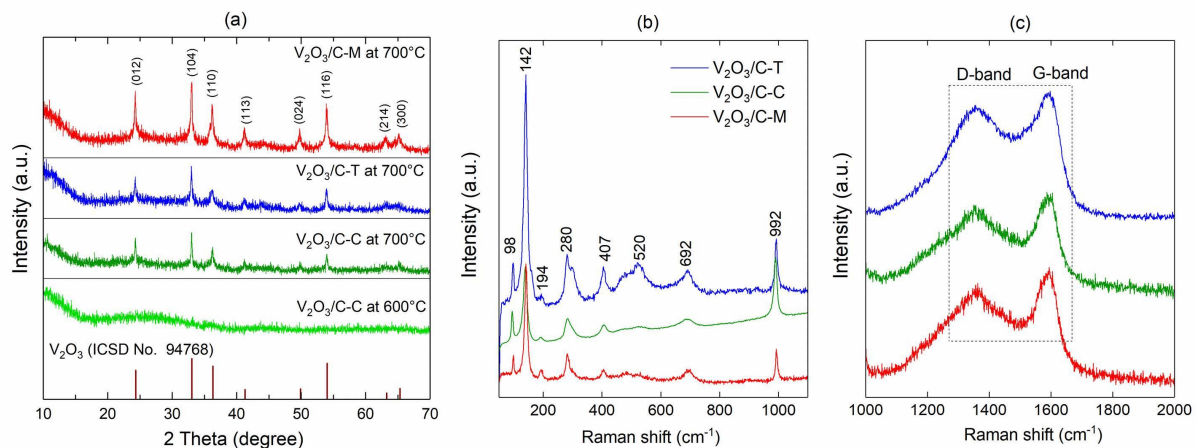 (a)
V₂O₃/C-M at 700°C
(012)
(104)
(110)
(113)
(024)
(116)
(214)
(300)
V₂O₃/C-T at 700°C
V₂O₃/C-C at 700°C
V₂O₃/C-C at 600°C
V₂O₃ (ICSD No. 94768)
10 20 30 40 50 60 70
2 Theta (degree)
Intensity (a.u.)
(b)
V₂O₃/C-T
V₂O₃/C-C
V₂O₃/C-M
98
142
194
280
407
520
692
992
200 400 600 800 1000
Raman shift (cm⁻¹)
Intensity (a.u.)
(c)
D-band G-band
1000 1200 1400 1600 1800 2000
Raman shift (cm⁻¹)
Intensity (a.u.)